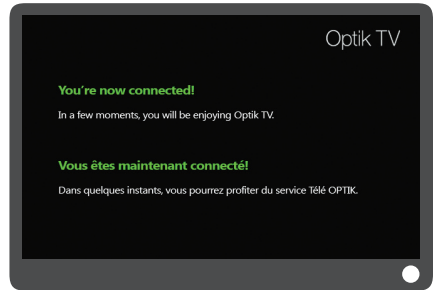 Optik TV
You're now connected!
In a few moments, you will be enjoying Optik TV.
Vous êtes maintenant connecté!
Dans quelques instants, vous pourrez profiter du service Télé OPTIK.